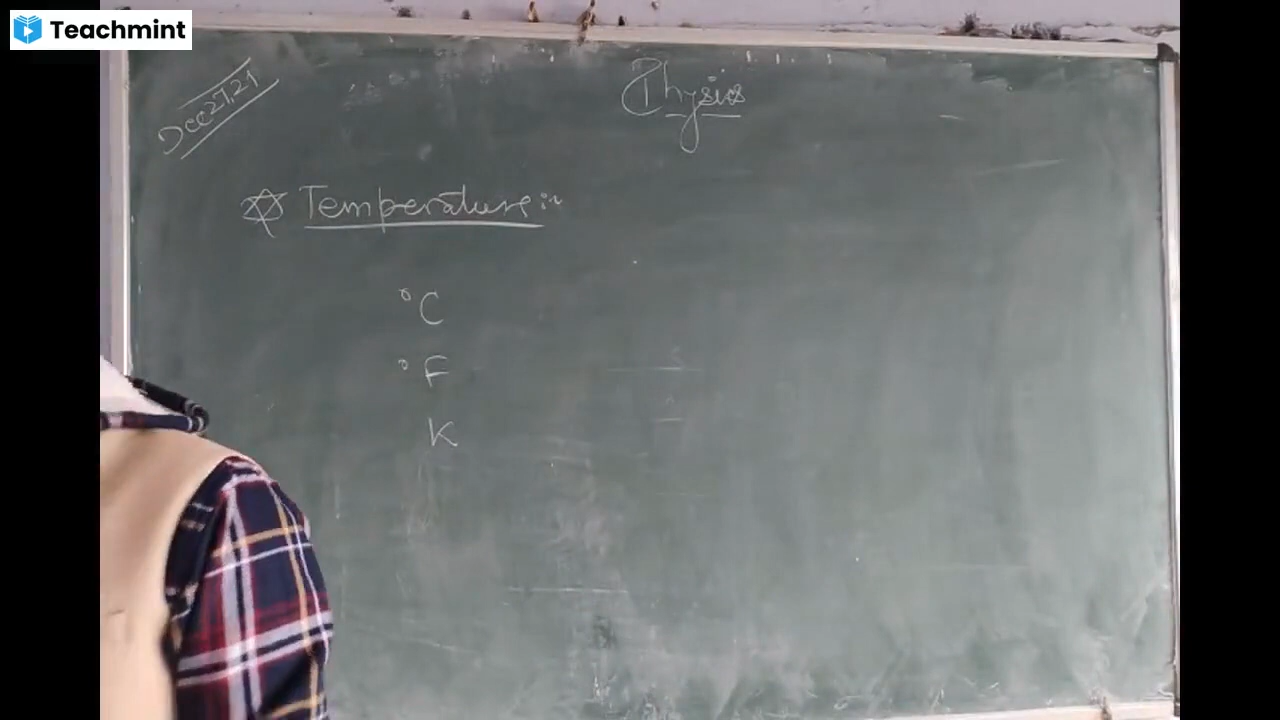 Teachmint
Dec 27, 21
Physics
Temperature :~
°C
°F
K